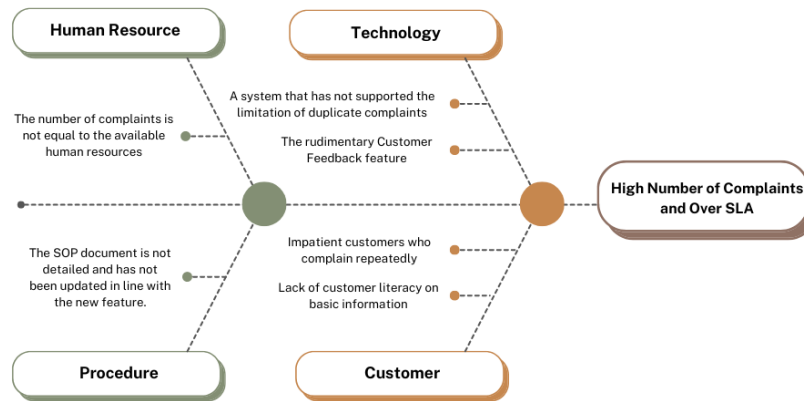 Human Resource
Technology
The number of complaints is
not equal to the available
human resources
A system that has not supported the
limitation of duplicate complaints
The rudimentary Customer
Feedback feature
High Number of Complaints
and Over SLA
The SOP document is not
detailed and has not
been updated in line with
the new feature.
Impatient customers who
complain repeatedly
Lack of customer literacy on
basic information
Procedure
Customer